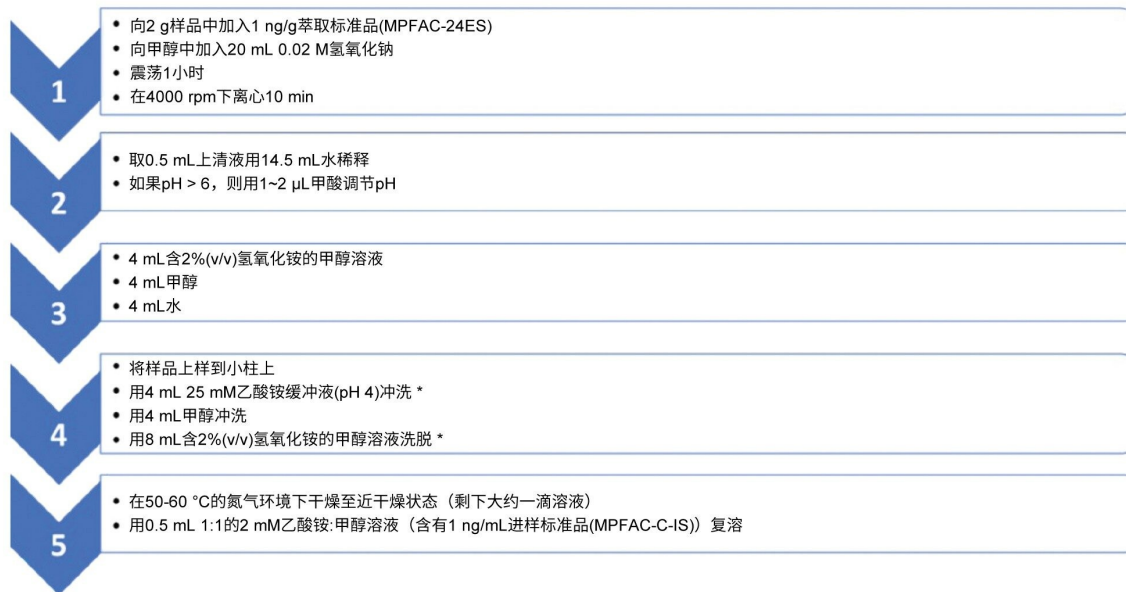 1
• 向2 g样品中加入1 ng/g萃取标准品(MPFAC-24ES)
• 向甲醇中加入20 mL 0.02 M氢氧化钠
• 震荡1小时
• 在4000 rpm下离心10 min
2
• 取0.5 mL上清液用14.5 mL水稀释
• 如果pH > 6，则用1~2 μL甲酸调节pH
3
• 4 mL含2%(v/v)氢氧化铵的甲醇溶液
• 4 mL甲醇
• 4 mL水
4
• 将样品上样到小柱上
• 用4 mL 25 mM乙酸铵缓冲液(pH 4)冲洗 *
• 用4 mL甲醇冲洗
• 用8 mL含2%(v/v)氢氧化铵的甲醇溶液洗脱 *
5
• 在50-60 °C的氮气环境下干燥至近干燥状态（剩下大约一滴溶液）
• 用0.5 mL 1:1的2 mM乙酸铵:甲醇溶液（含有1 ng/mL进样标准品(MPFAC-C-IS)）复溶